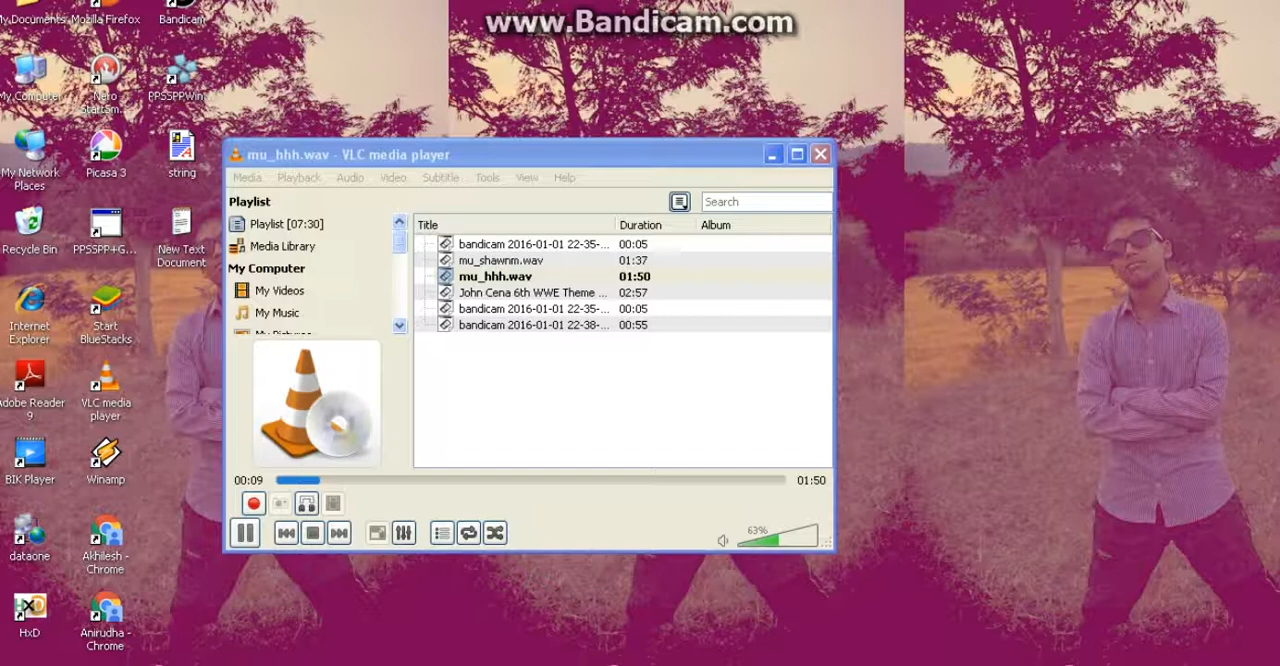 www.Bandicam.com
My Documents
Mozilla Firefox
Bandicam
My Computer
Nero
StartSm...
PPSSPPWin...
My Network
Places
Picasa 3
string
Recycle Bin
PPSSPP+G...
New Text
Document
Internet
Explorer
Start
BlueStacks
Adobe Reader
9
VLC media
player
BIK Player
Winamp
dataone
Akhilesh -
Chrome
HxD
Anirudha -
Chrome
mu_hhh.wav - VLC media player
Media Playback Audio Video Subtitle Tools View Help
Playlist
Search
Playlist [07:30]
Media Library
My Computer
My Videos
My Music
My Pictures
Title Duration Album
bandicam 2016-01-01 22-35-... 00:05
mu_shawnm.wav 01:37
mu_hhh.wav 01:50
John Cena 6th WWE Theme ... 02:57
bandicam 2016-01-01 22-35-... 00:05
bandicam 2016-01-01 22-38-... 00:55
00:09 01:50
63%